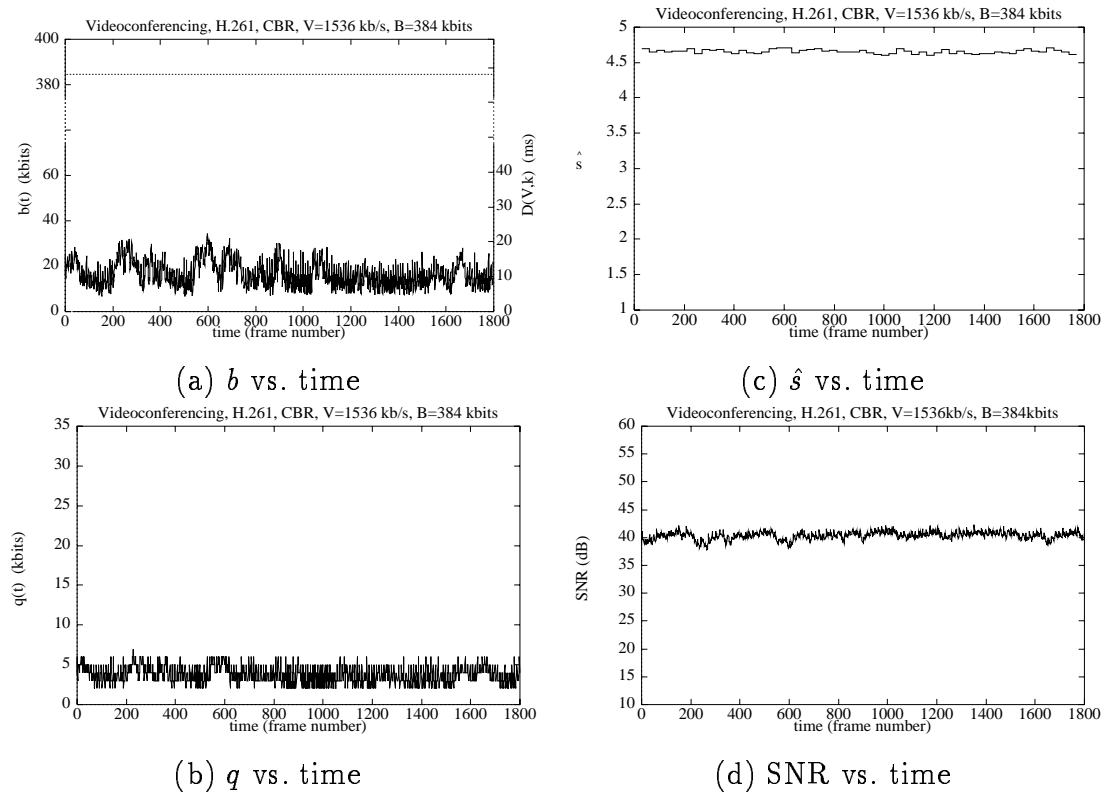 Videoconferencing, H.261, CBR, V=1536 kb/s, B=384 kbits
400
380
60
40
20
0
b(t) (kbits)
40
30
20
10
0
D(V,k) (ms)
0 200 400 600 800 1000 1200 1400 1600 1800
time (frame number)
(a) b vs. time
Videoconferencing, H.261, CBR, V=1536 kb/s, B=384 kbits
5
4.5
4
3.5
3
2.5
2
1.5
1
ŝ
0 200 400 600 800 1000 1200 1400 1600 1800
time (frame number)
(c) ŝ vs. time
Videoconferencing, H.261, CBR, V=1536 kb/s, B=384 kbits
35
30
25
20
15
10
5
0
q(t) (kbits)
0 200 400 600 800 1000 1200 1400 1600 1800
time (frame number)
(b) q vs. time
Videoconferencing, H.261, CBR, V=1536kb/s, B=384kbits
60
55
50
45
40
35
30
25
20
15
10
SNR (dB)
0 200 400 600 800 1000 1200 1400 1600 1800
time (frame number)
(d) SNR vs. time